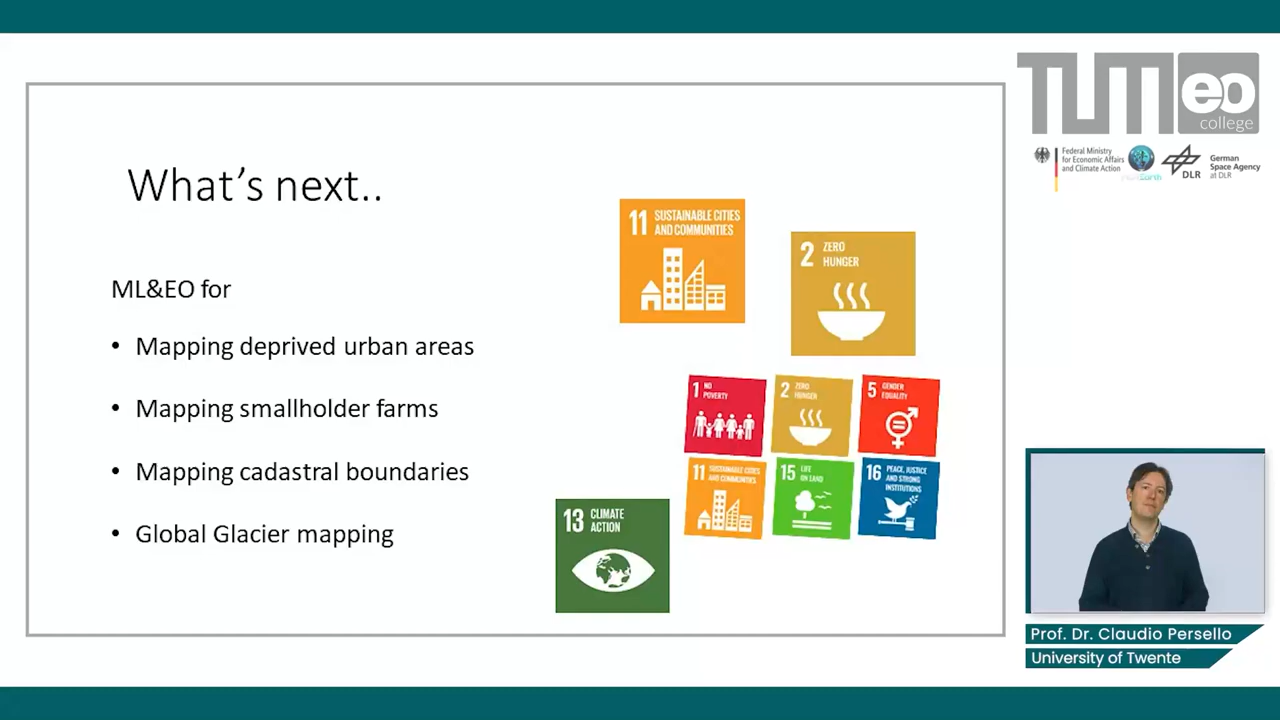 What's next..
ML&EO for
• Mapping deprived urban areas
• Mapping smallholder farms
• Mapping cadastral boundaries
• Global Glacier mapping
11 SUSTAINABLE CITIES
AND COMMUNITIES
2 ZERO
HUNGER
1 NO
POVERTY
2 ZERO
HUNGER
5 GENDER
EQUALITY
11 SUSTAINABLE CITIES
AND COMMUNITIES
15 LIFE
ON LAND
16 PEACE, JUSTICE
AND STRONG
INSTITUTIONS
13 CLIMATE
ACTION
TUM
eo
college
Federal Ministry
for Economic Affairs
and Climate Action
DLR
German
Space Agency
at DLR
Prof. Dr. Claudio Persello
University of Twente